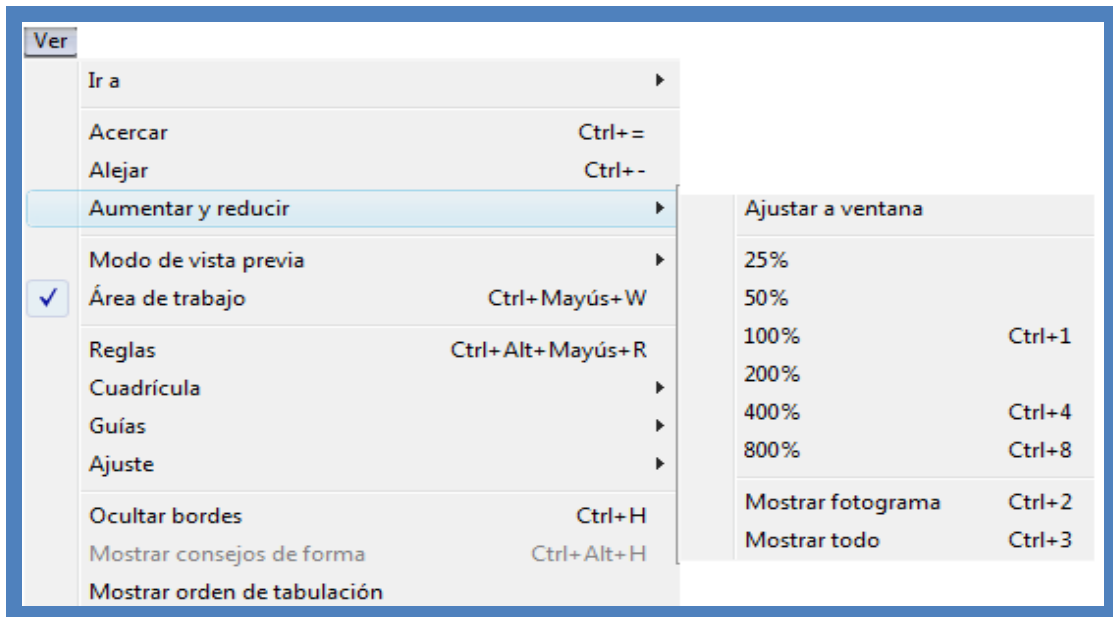 Ver
Ir a
Acercar Ctrl+=
Alejar Ctrl+-
Aumentar y reducir
Modo de vista previa
Área de trabajo Ctrl+Mayús+W
Reglas Ctrl+Alt+Mayús+R
Cuadrícula
Guías
Ajuste
Ocultar bordes Ctrl+H
Mostrar consejos de forma Ctrl+Alt+H
Mostrar orden de tabulación
Ajustar a ventana
25%
50%
100% Ctrl+1
200%
400% Ctrl+4
800% Ctrl+8
Mostrar fotograma Ctrl+2
Mostrar todo Ctrl+3